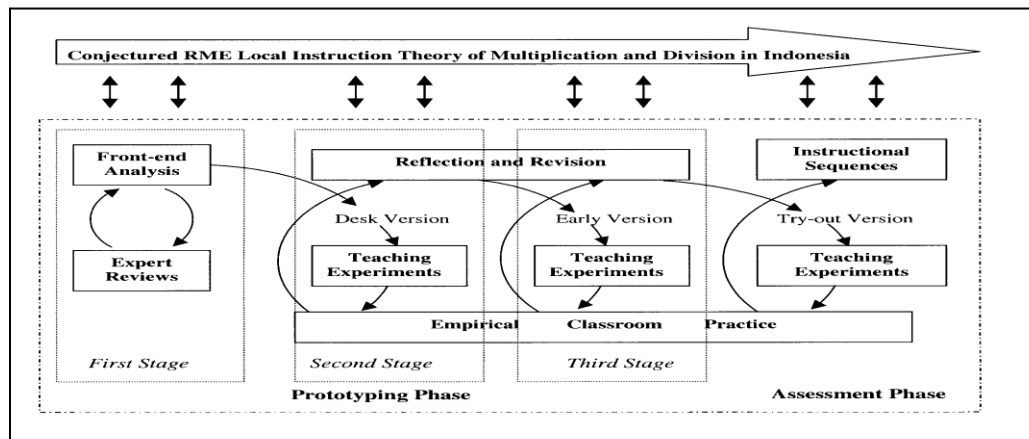 Conjectured RME Local Instruction Theory of Multiplication and Division in Indonesia
Front-end
Analysis
Reflection and Revision
Instructional
Sequences
Desk Version
Early Version
Try-out Version
Expert
Reviews
Teaching
Experiments
Teaching
Experiments
Teaching
Experiments
Empirical Classroom Practice
First Stage
Second Stage
Third Stage
Prototyping Phase
Assessment Phase